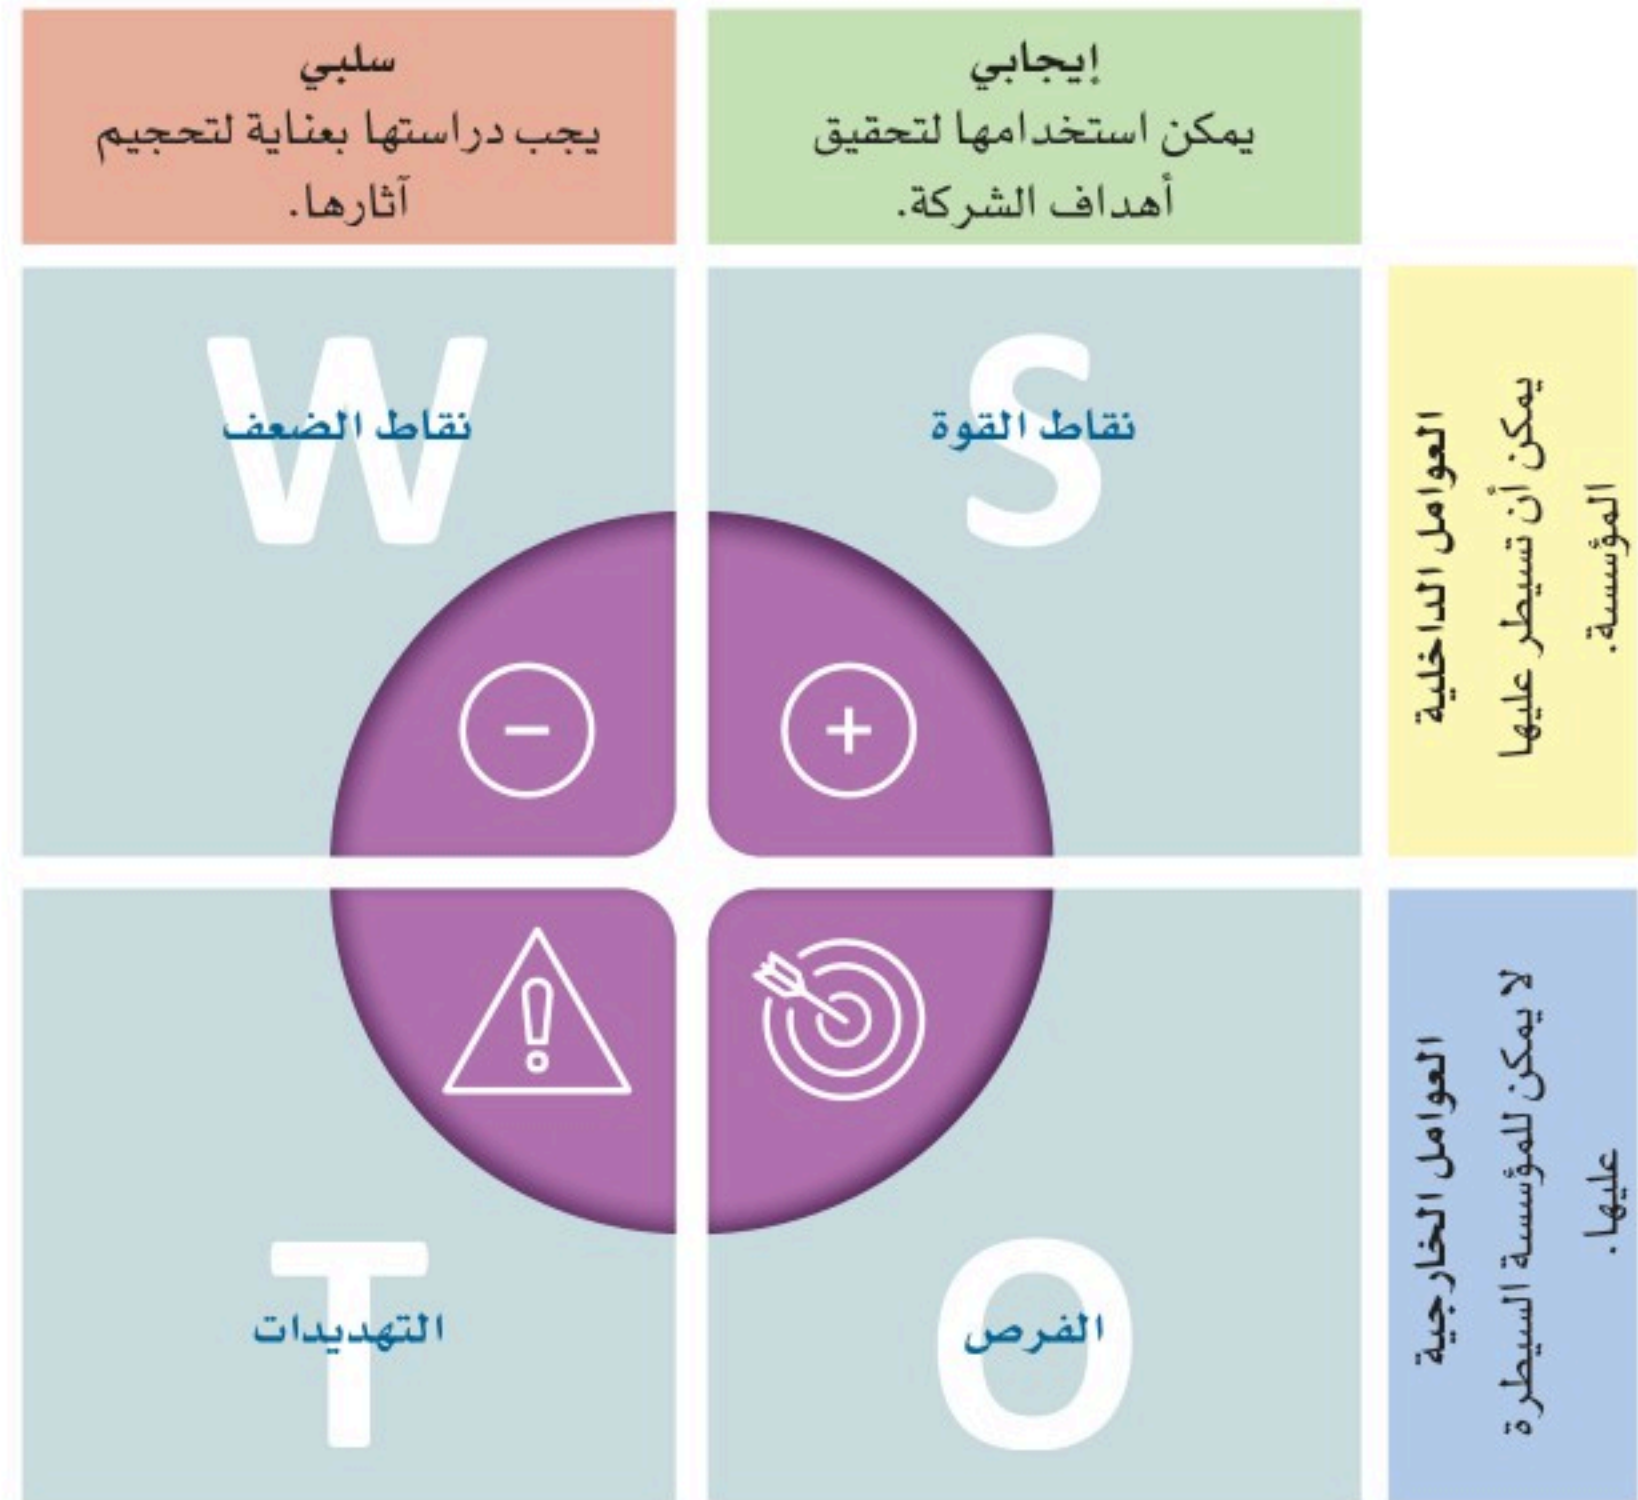 إيجابي
يمكن استخدامها لتحقيق
أهداف الشركة.
سلبي
يجب دراستها بعناية لتحجيم
آثارها.
العوامل الداخلية
يمكن أن تسيطر عليها
المؤسسة.
S
نقاط القوة
+
W
نقاط الضعف
−
العوامل الخارجية
لا يمكن للمؤسسة السيطرة
عليها.
O
الفرص
!
T
التهديدات